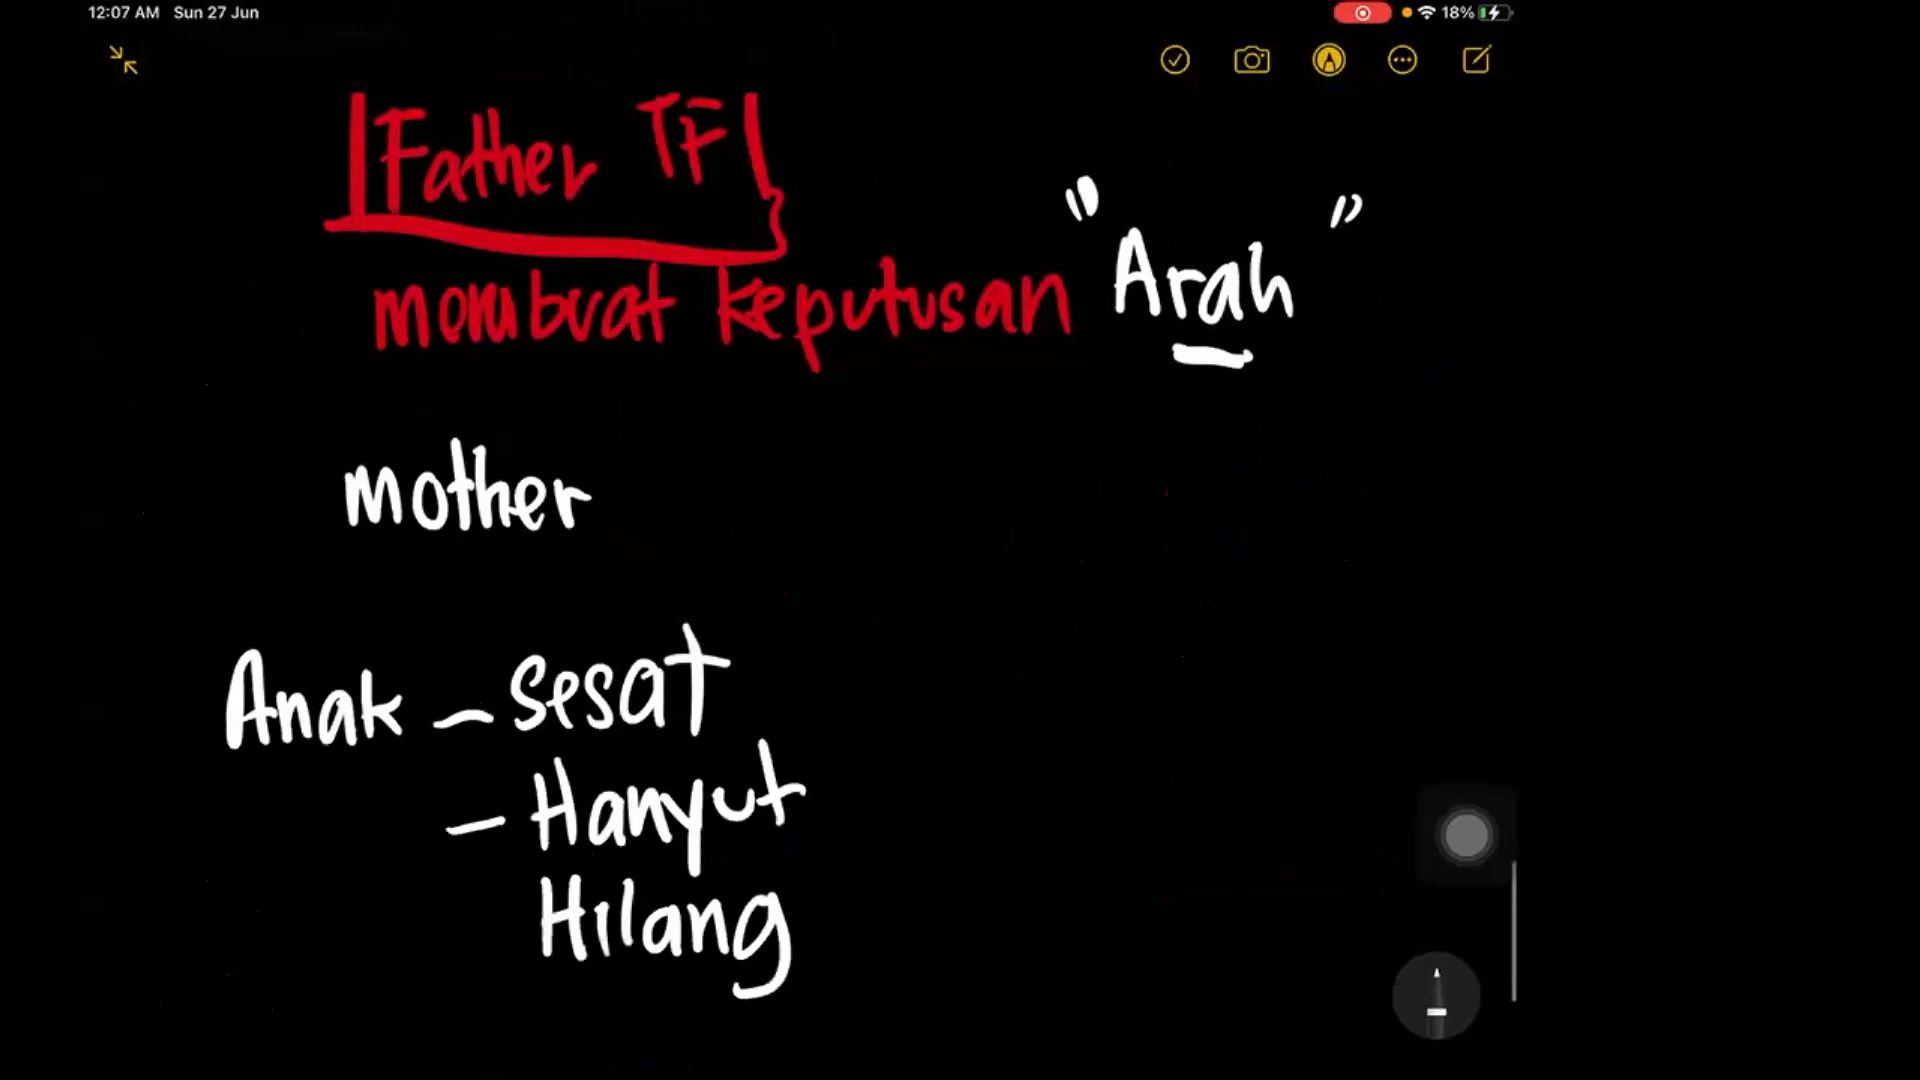 12:07 AM Sun 27 Jun 18%
Father TF
membuat keputusan "Arah"
mother
Anak - Sesat
- Hanyut
Hilang